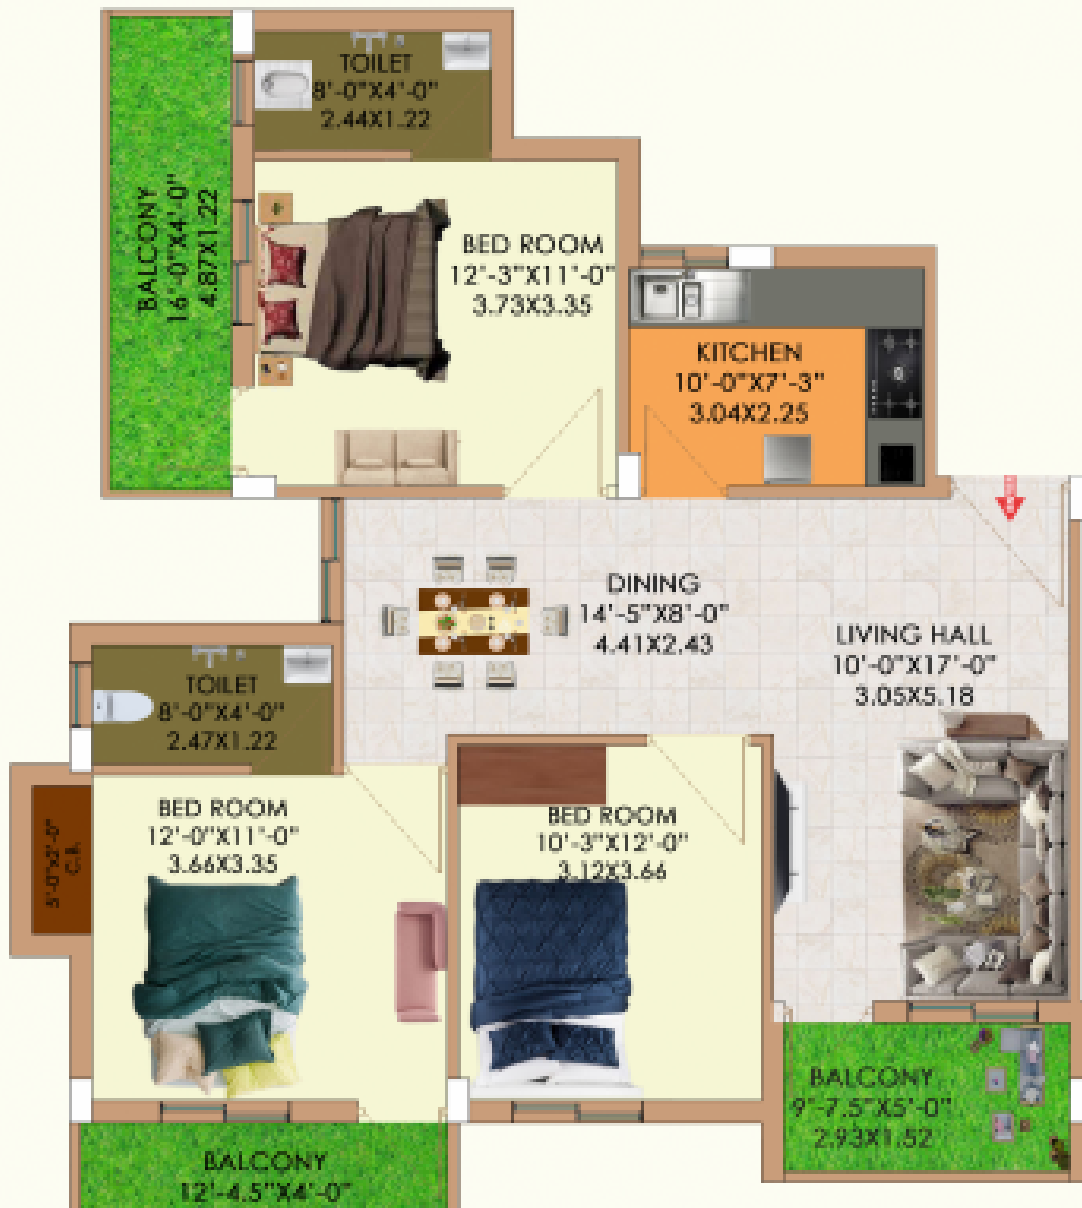 TOILET
8'-0"X4'-0"
2.44X1.22
BALCONY
16'-0"X4'-0"
4.87X1.22
BED ROOM
12'-3"X11'-0"
3.73X3.35
KITCHEN
10'-0"X7'-3"
3.04X2.25
DINING
14'-5"X8'-0"
4.41X2.43
LIVING HALL
10'-0"X17'-0"
3.05X5.18
TOILET
8'-0"X4'-0"
2.47X1.22
BED ROOM
12'-0"X11'-0"
3.66X3.35
BED ROOM
10'-3"X12'-0"
3.12X3.66
5'-0"X2'-0"
C.B.
BALCONY
9'-7.5"X5'-0"
2.93X1.52
BALCONY
12'-4.5"X4'-0"